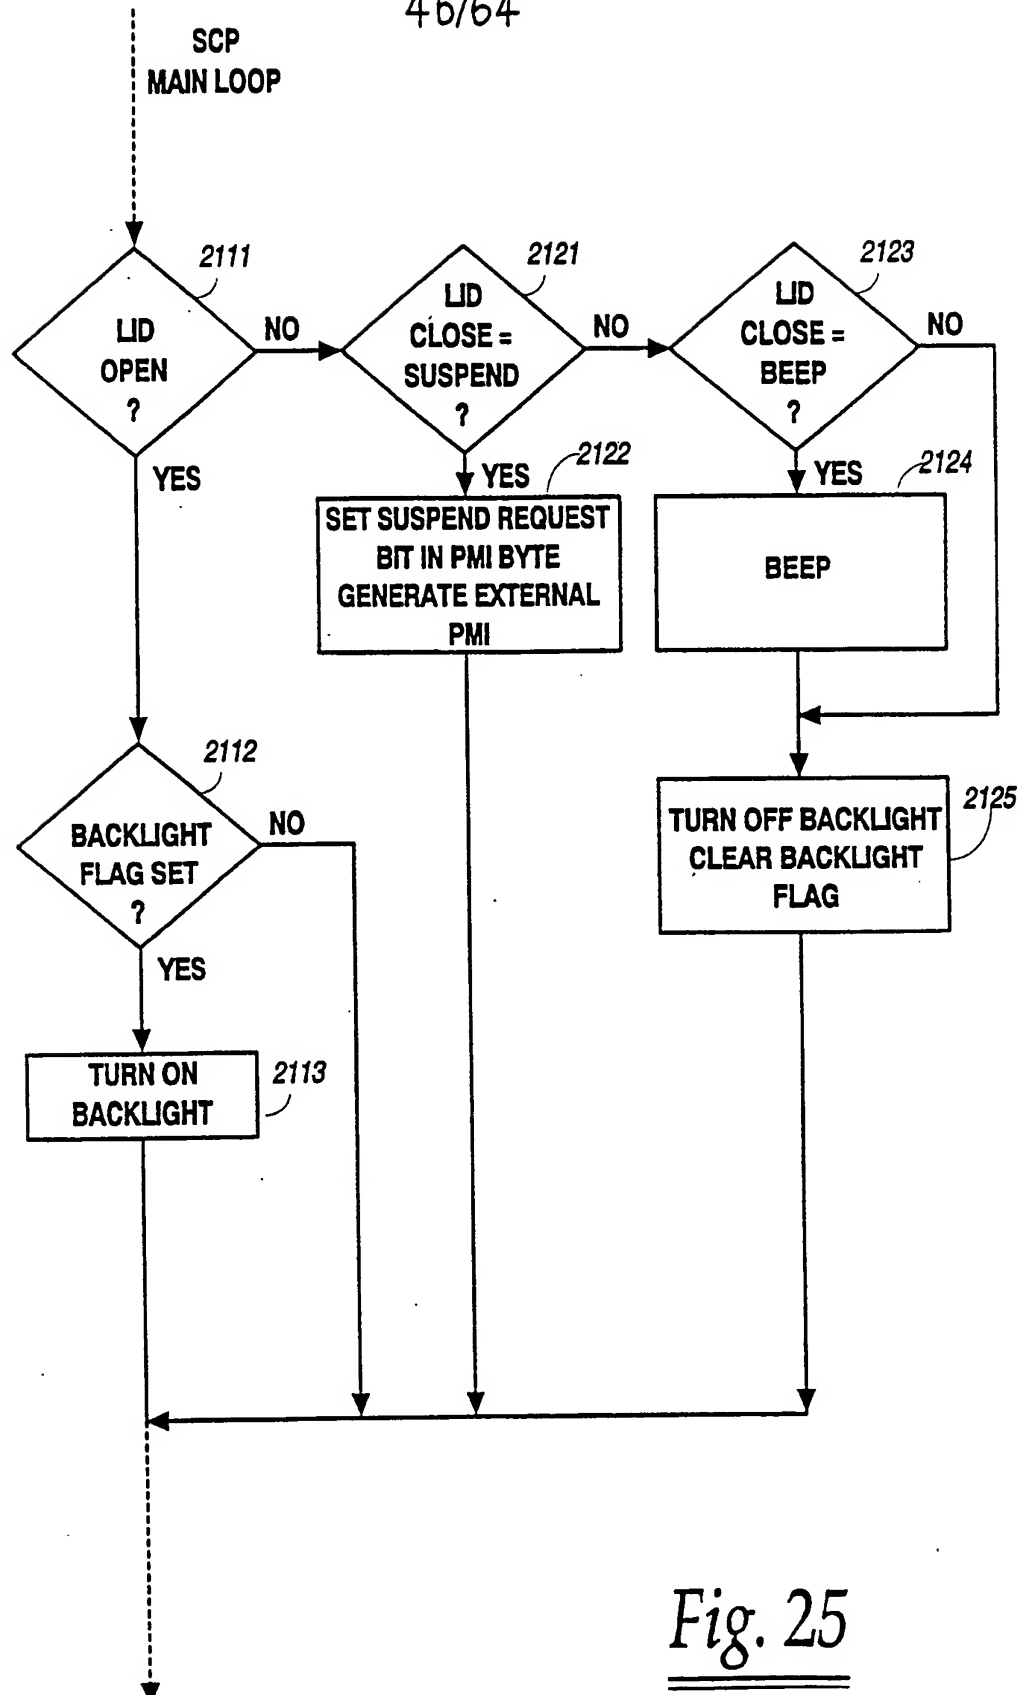 46/64
SCP
MAIN LOOP
2111
LID
OPEN
?
NO
YES
2121
LID
CLOSE =
SUSPEND
?
NO
YES
2123
LID
CLOSE =
BEEP
?
NO
YES
2122
SET SUSPEND REQUEST
BIT IN PMI BYTE
GENERATE EXTERNAL
PMI
2124
BEEP
2112
BACKLIGHT
FLAG SET
?
NO
YES
2125
TURN OFF BACKLIGHT
CLEAR BACKLIGHT
FLAG
2113
TURN ON
BACKLIGHT
Fig. 25